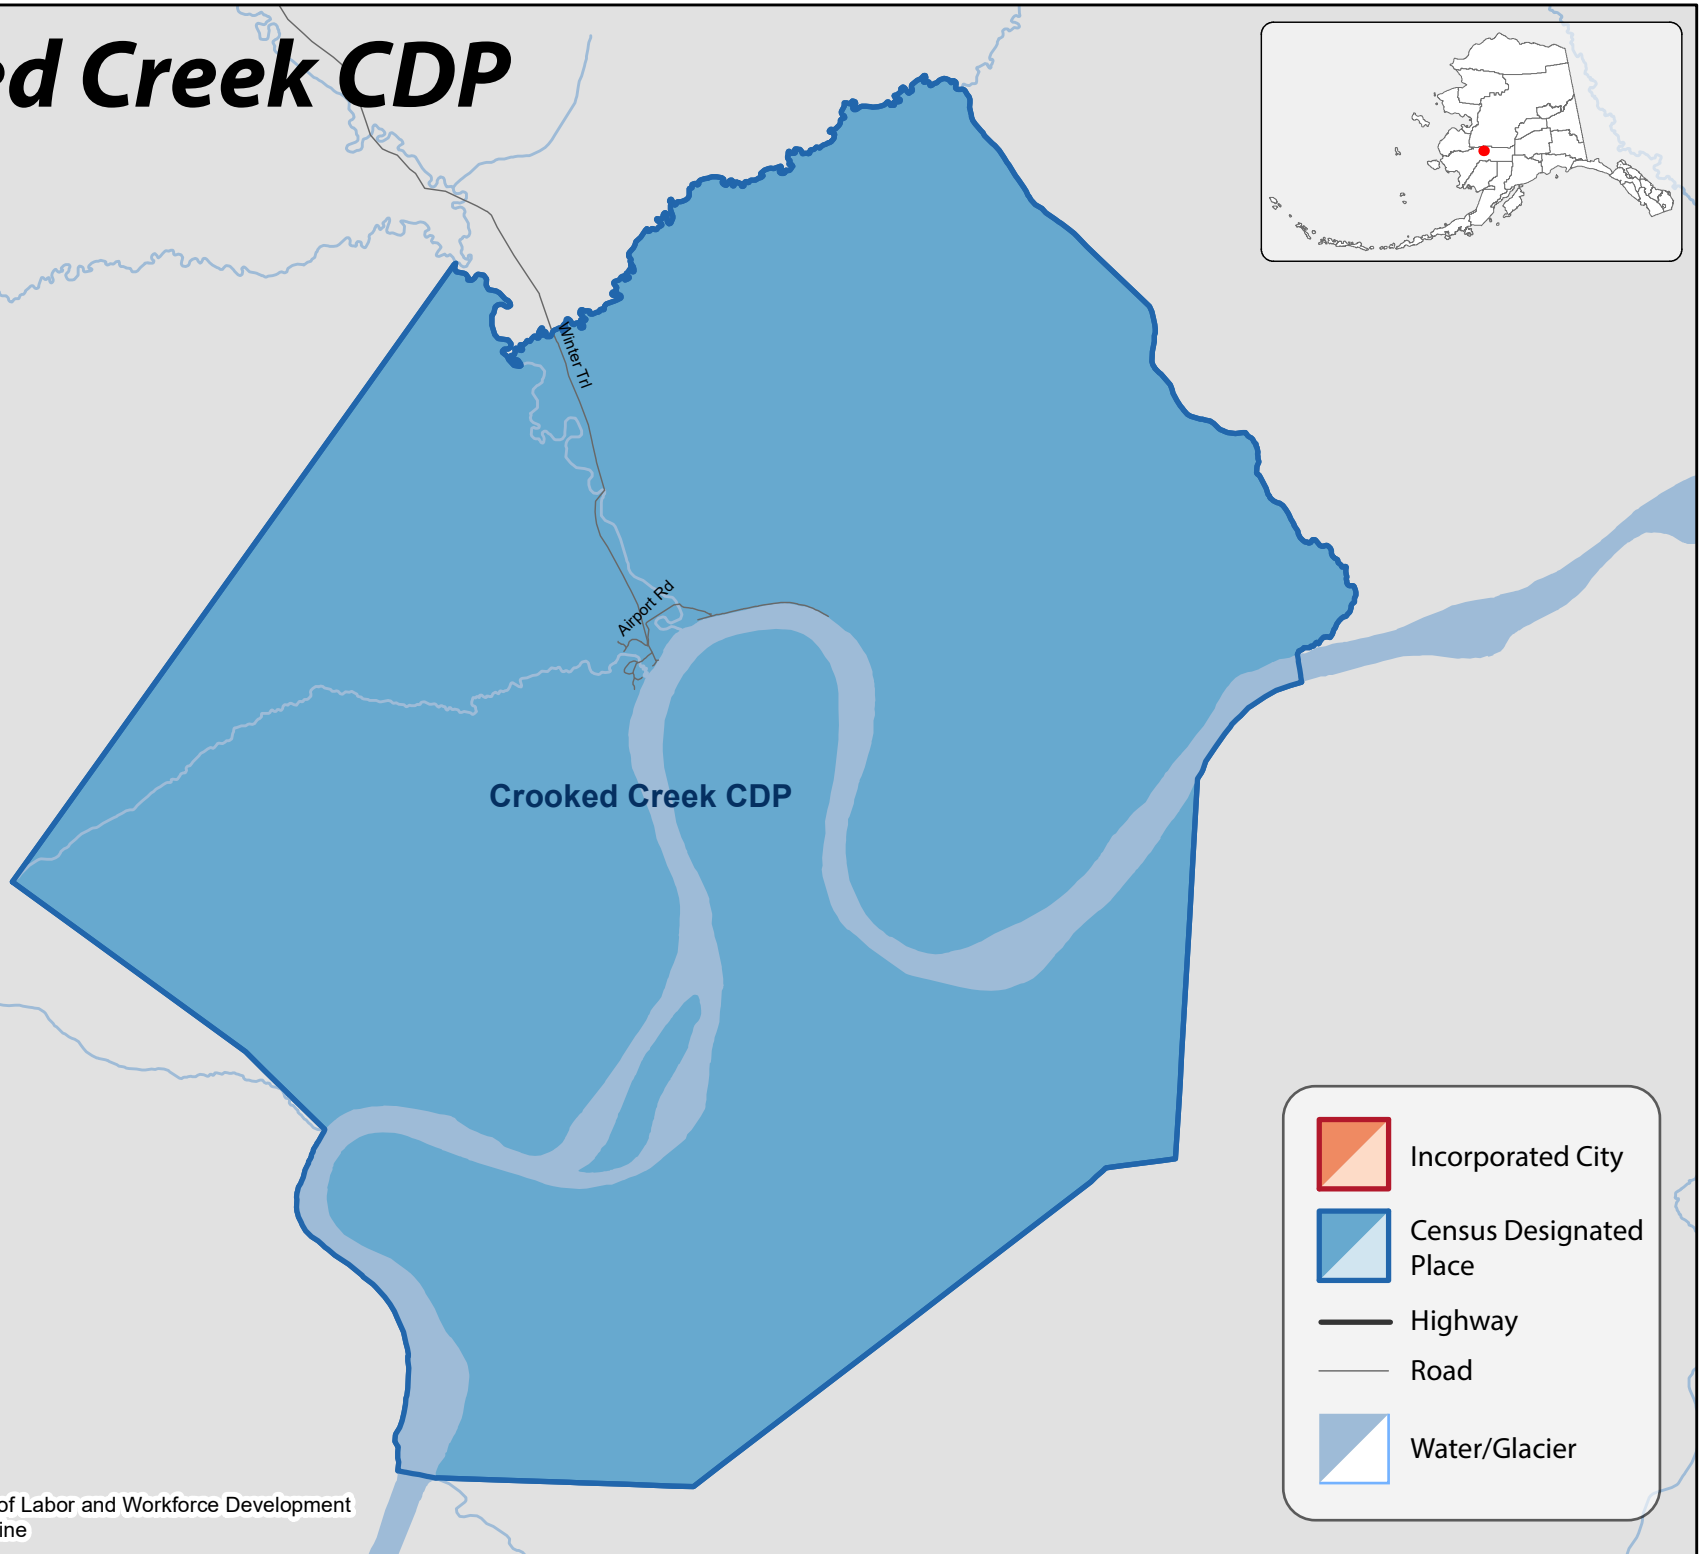 ed Creek CDP
Winter Trl
Airport Rd
Crooked Creek CDP
Incorporated City
Census Designated
Place
Highway
Road
Water/Glacier
of Labor and Workforce Development
ine